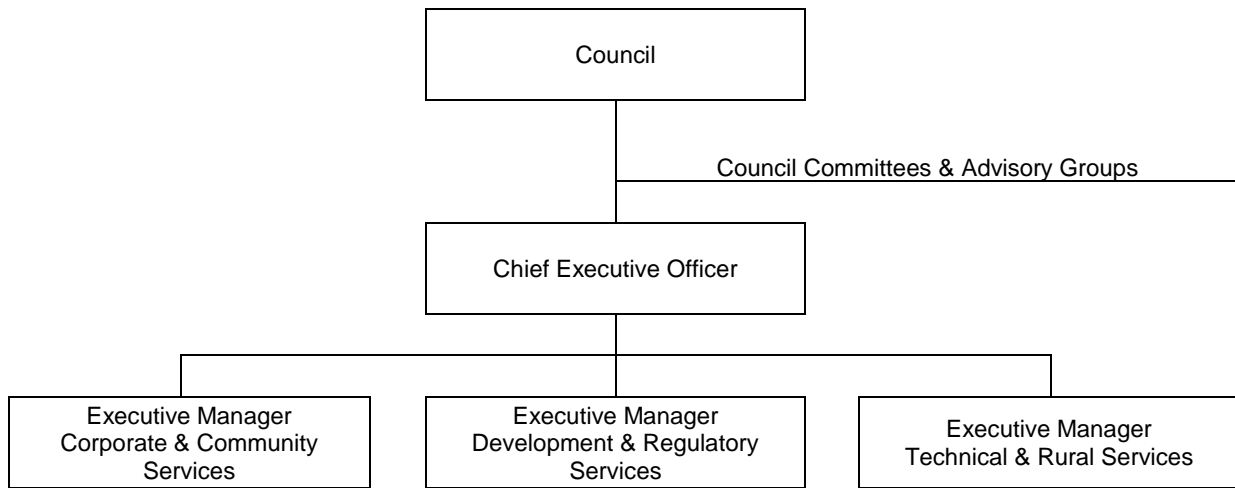 Council
Council Committees & Advisory Groups
Chief Executive Officer
Executive Manager
Corporate & Community
Services
Executive Manager
Development & Regulatory
Services
Executive Manager
Technical & Rural Services